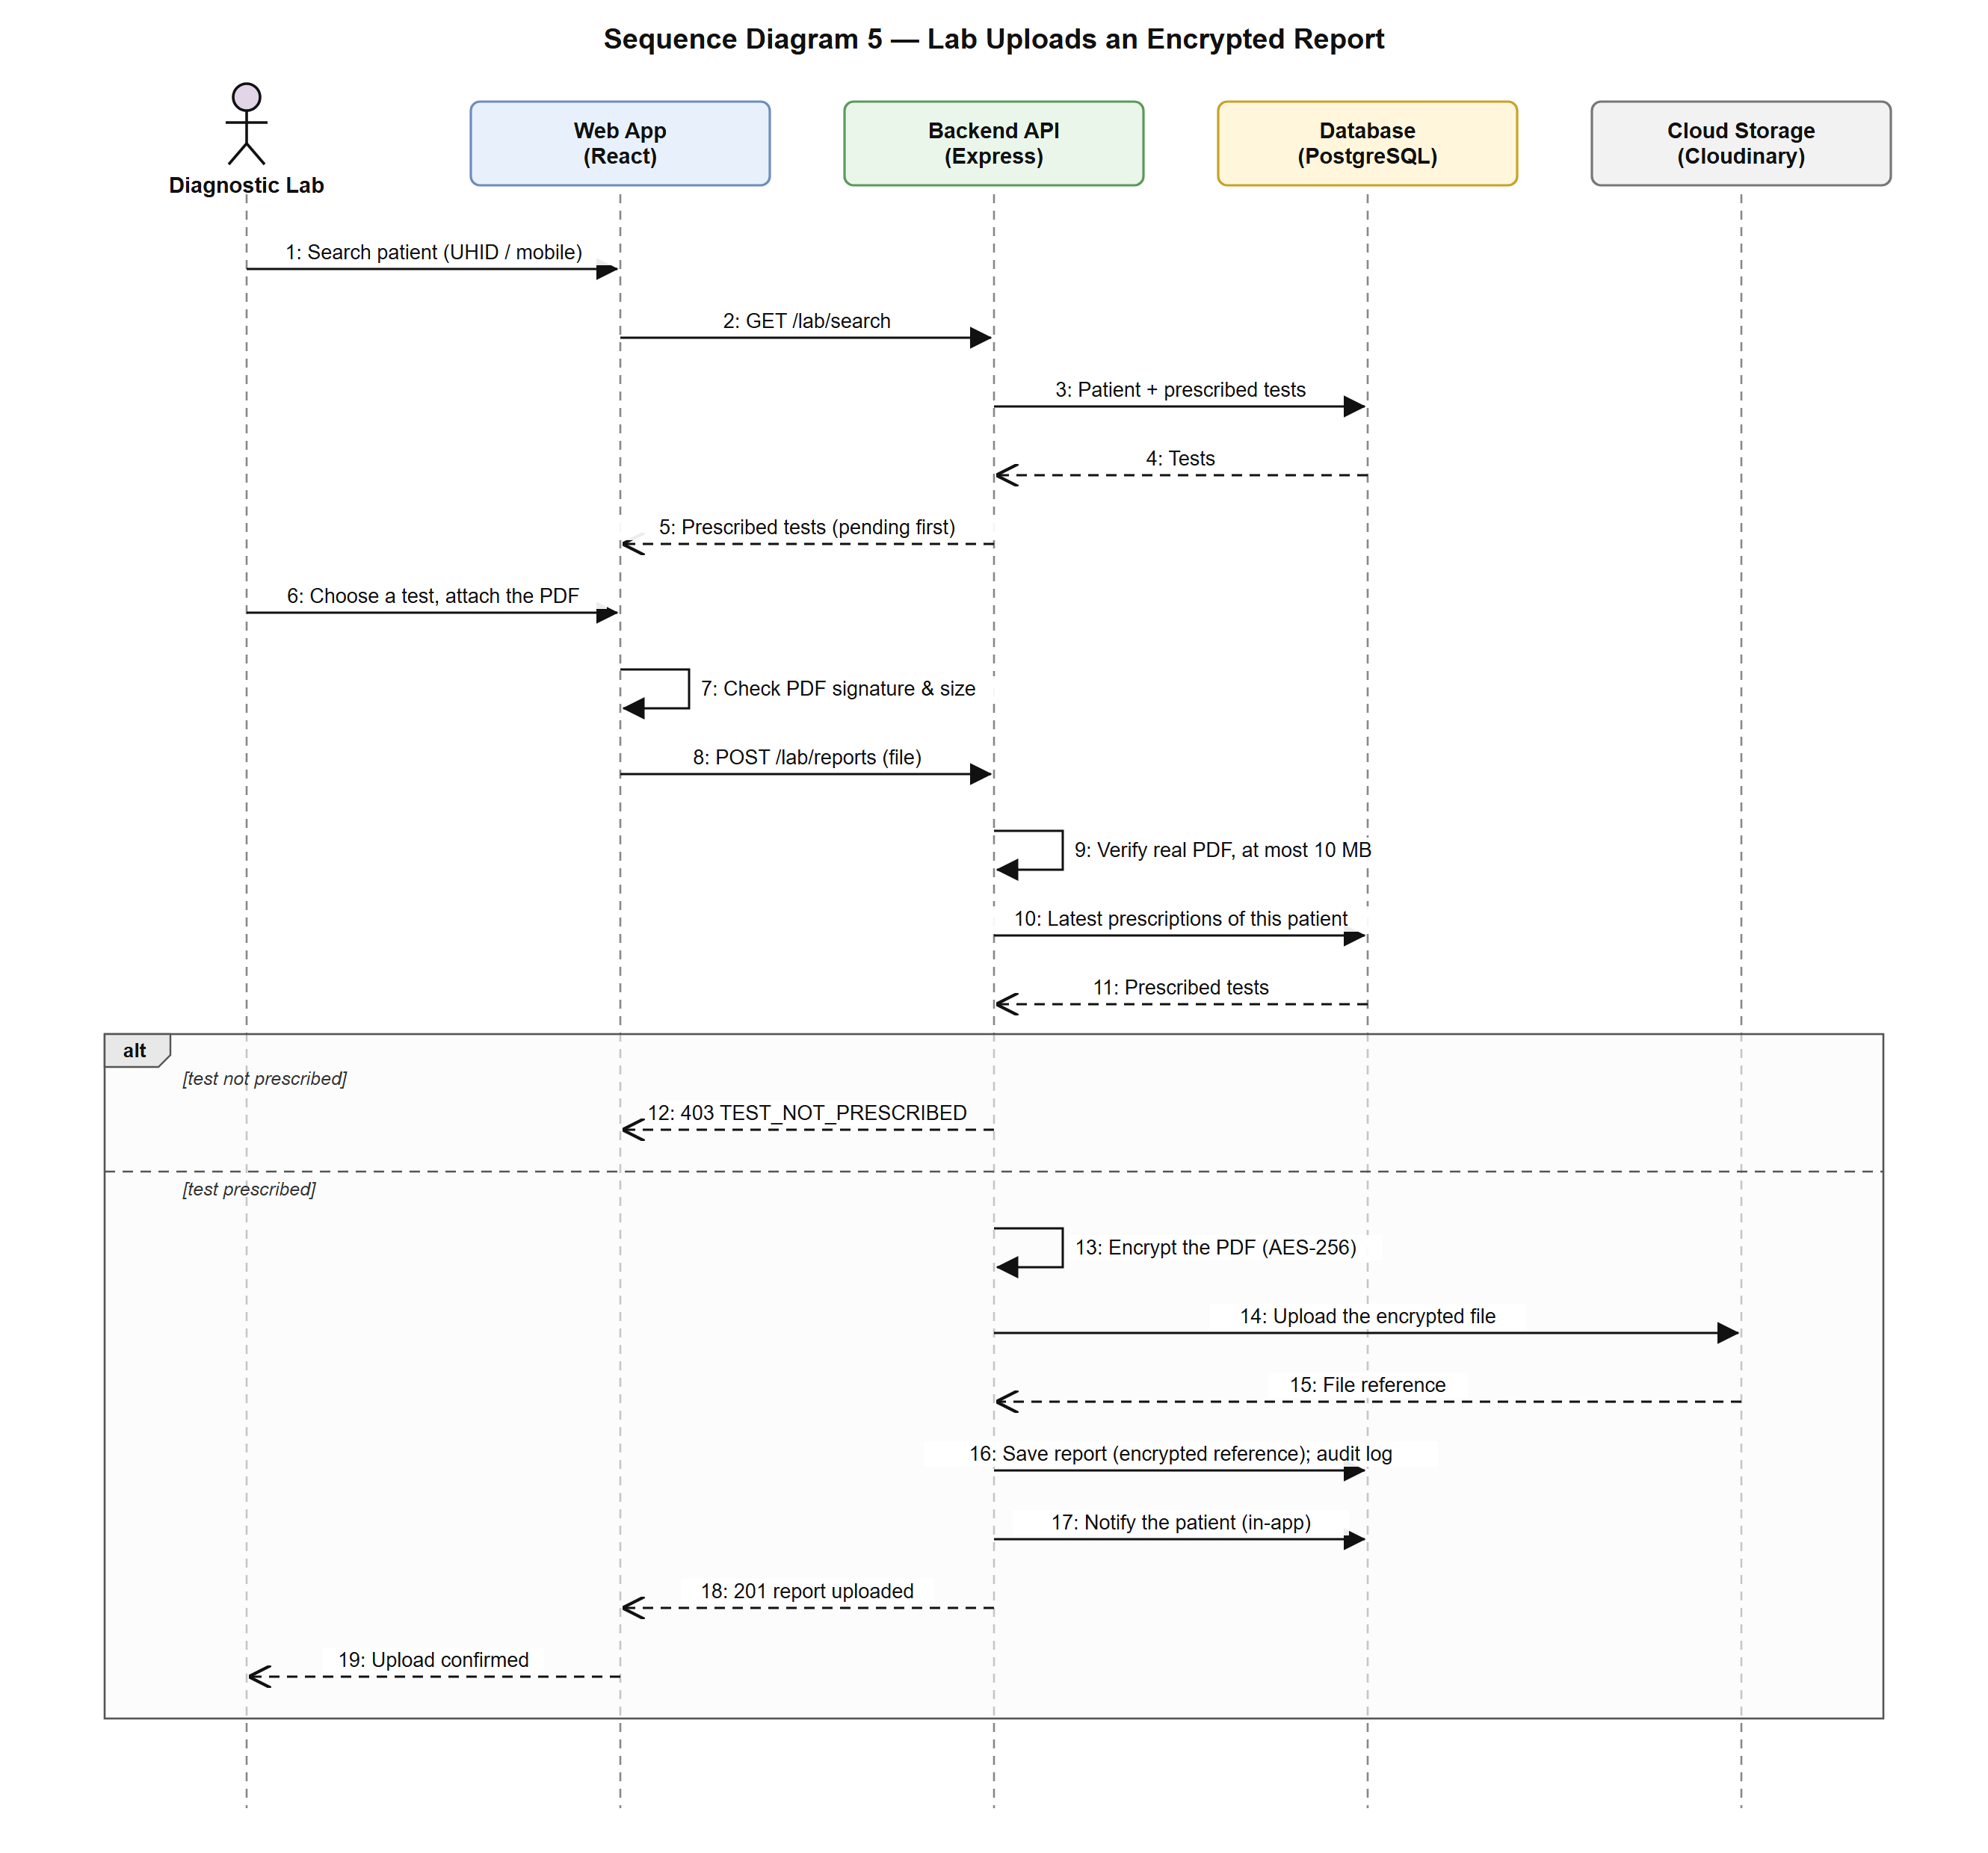 Sequence Diagram 5 — Lab Uploads an Encrypted Report
Diagnostic Lab
Web App
(React)
Backend API
(Express)
Database
(PostgreSQL)
Cloud Storage
(Cloudinary)
1: Search patient (UHID / mobile)
2: GET /lab/search
3: Patient + prescribed tests
4: Tests
5: Prescribed tests (pending first)
6: Choose a test, attach the PDF
7: Check PDF signature & size
8: POST /lab/reports (file)
9: Verify real PDF, at most 10 MB
10: Latest prescriptions of this patient
11: Prescribed tests
alt
[test not prescribed]
12: 403 TEST_NOT_PRESCRIBED
[test prescribed]
13: Encrypt the PDF (AES-256)
14: Upload the encrypted file
15: File reference
16: Save report (encrypted reference); audit log
17: Notify the patient (in-app)
18: 201 report uploaded
19: Upload confirmed